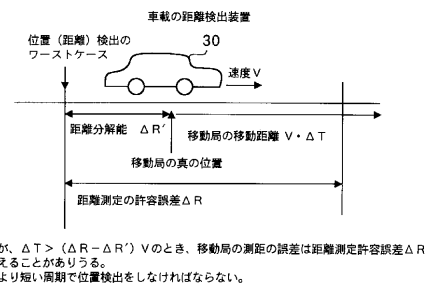 車載の距離検出装置
位置(距離)検出の
ワーストケース
30
速度V
距離分解能 ΔR′
移動局の移動距離 V・ΔT
移動局の真の位置
距離測定の許容誤差ΔR
が、ΔT>(ΔR-ΔR′)Vのとき、移動局の測距の誤差は距離測定許容誤差ΔR
えることがありうる。
より短い周期で位置検出をしなければならない。